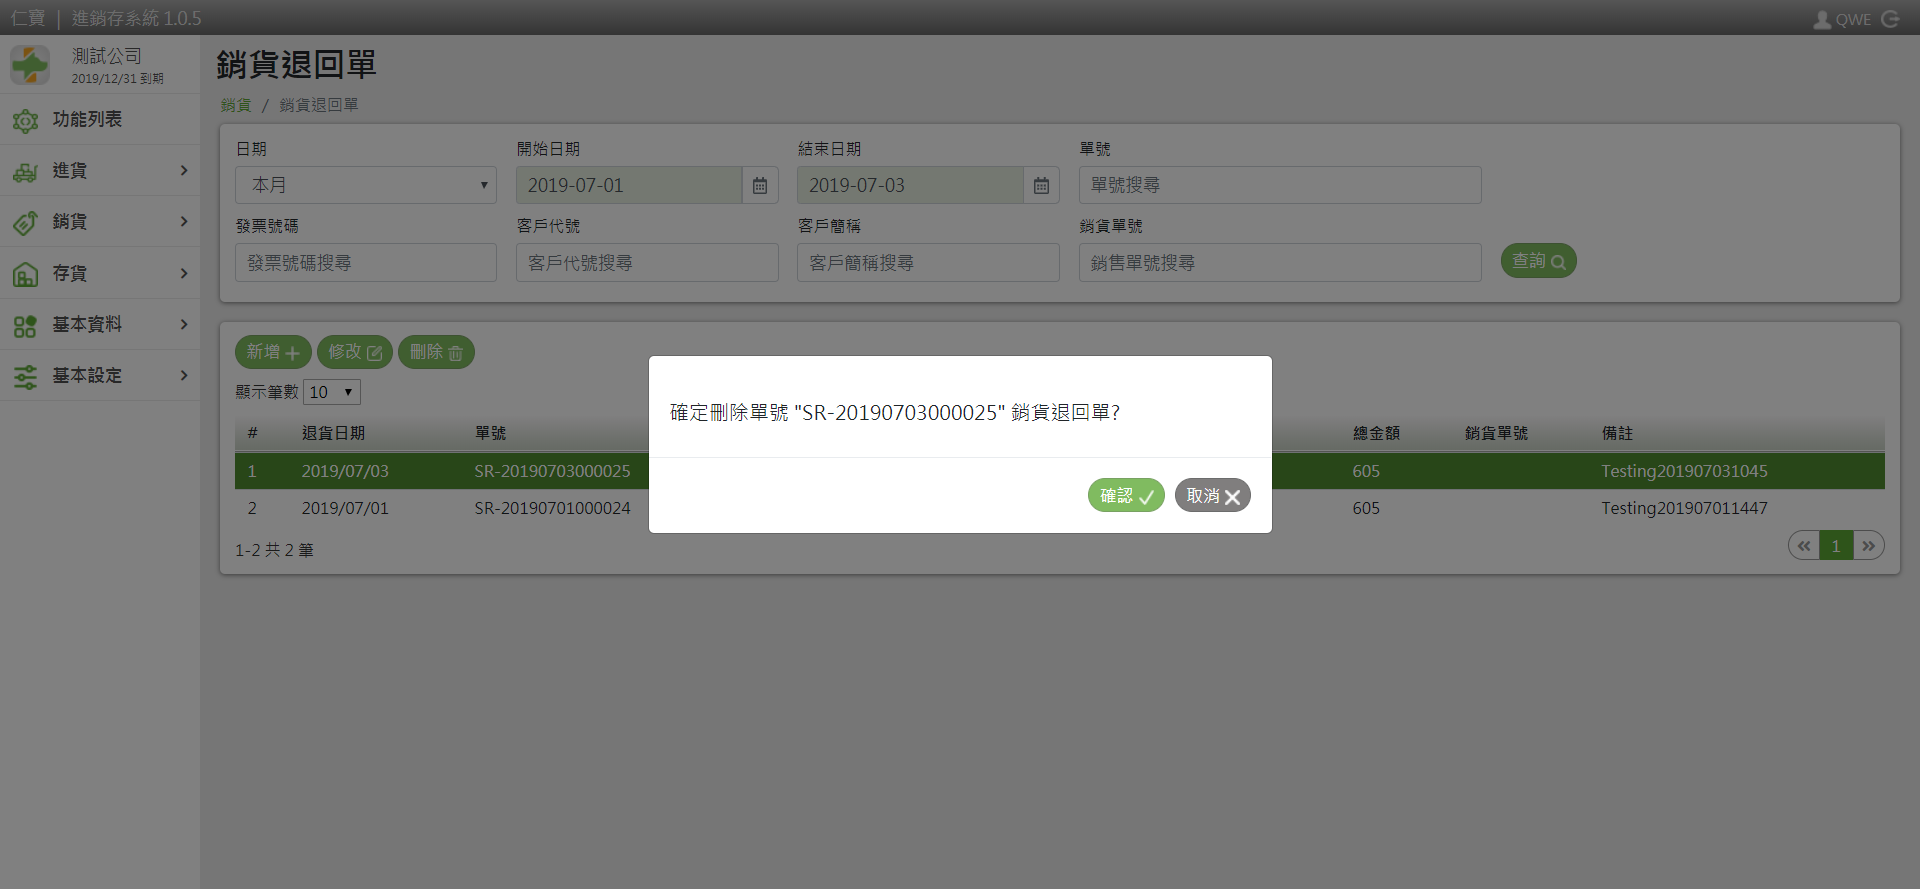 仁寶 | 進銷存系統 1.0.5
QWE
測試公司
2019/12/31 到期
功能列表
進貨
銷貨
存貨
基本資料
基本設定
銷貨退回單
銷貨 / 銷貨退回單
日期 開始日期 結束日期 單號
本月 2019-07-01 2019-07-03 單號搜尋
發票號碼 客戶代號 客戶簡稱 銷貨單號
發票號碼搜尋 客戶代號搜尋 客戶簡稱搜尋 銷售單號搜尋 查詢
新增 修改 刪除
顯示筆數 10
# 退貨日期 單號 總金額 銷貨單號 備註
1 2019/07/03 SR-20190703000025 605 Testing201907031045
2 2019/07/01 SR-20190701000024 605 Testing201907011447
1-2 共 2 筆
« 1 »
確定刪除單號 "SR-20190703000025" 銷貨退回單?
確認 取消